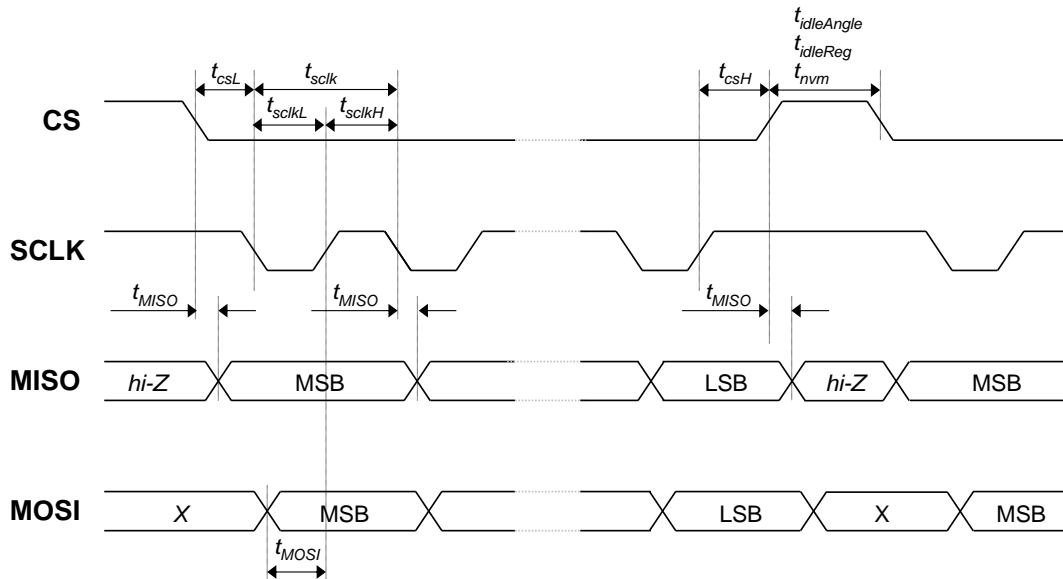 t_idleAngle
t_idleReg
t_csL t_sclk t_csH t_nvm
t_sclkL t_sclkH
CS
SCLK
t_MISO t_MISO t_MISO
MISO hi-Z MSB LSB hi-Z MSB
MOSI X MSB LSB X MSB
t_MOSI